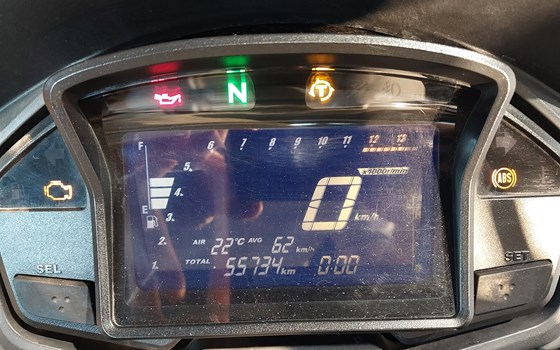 N T
F 6 7 8 9 10 11 12 13
x1000r/min
5.
4.
E 3.
0 km/h
ABS
2. AIR 22°C AVG 62 km/h
1. TOTAL 55734 km 0:00
SEL SET